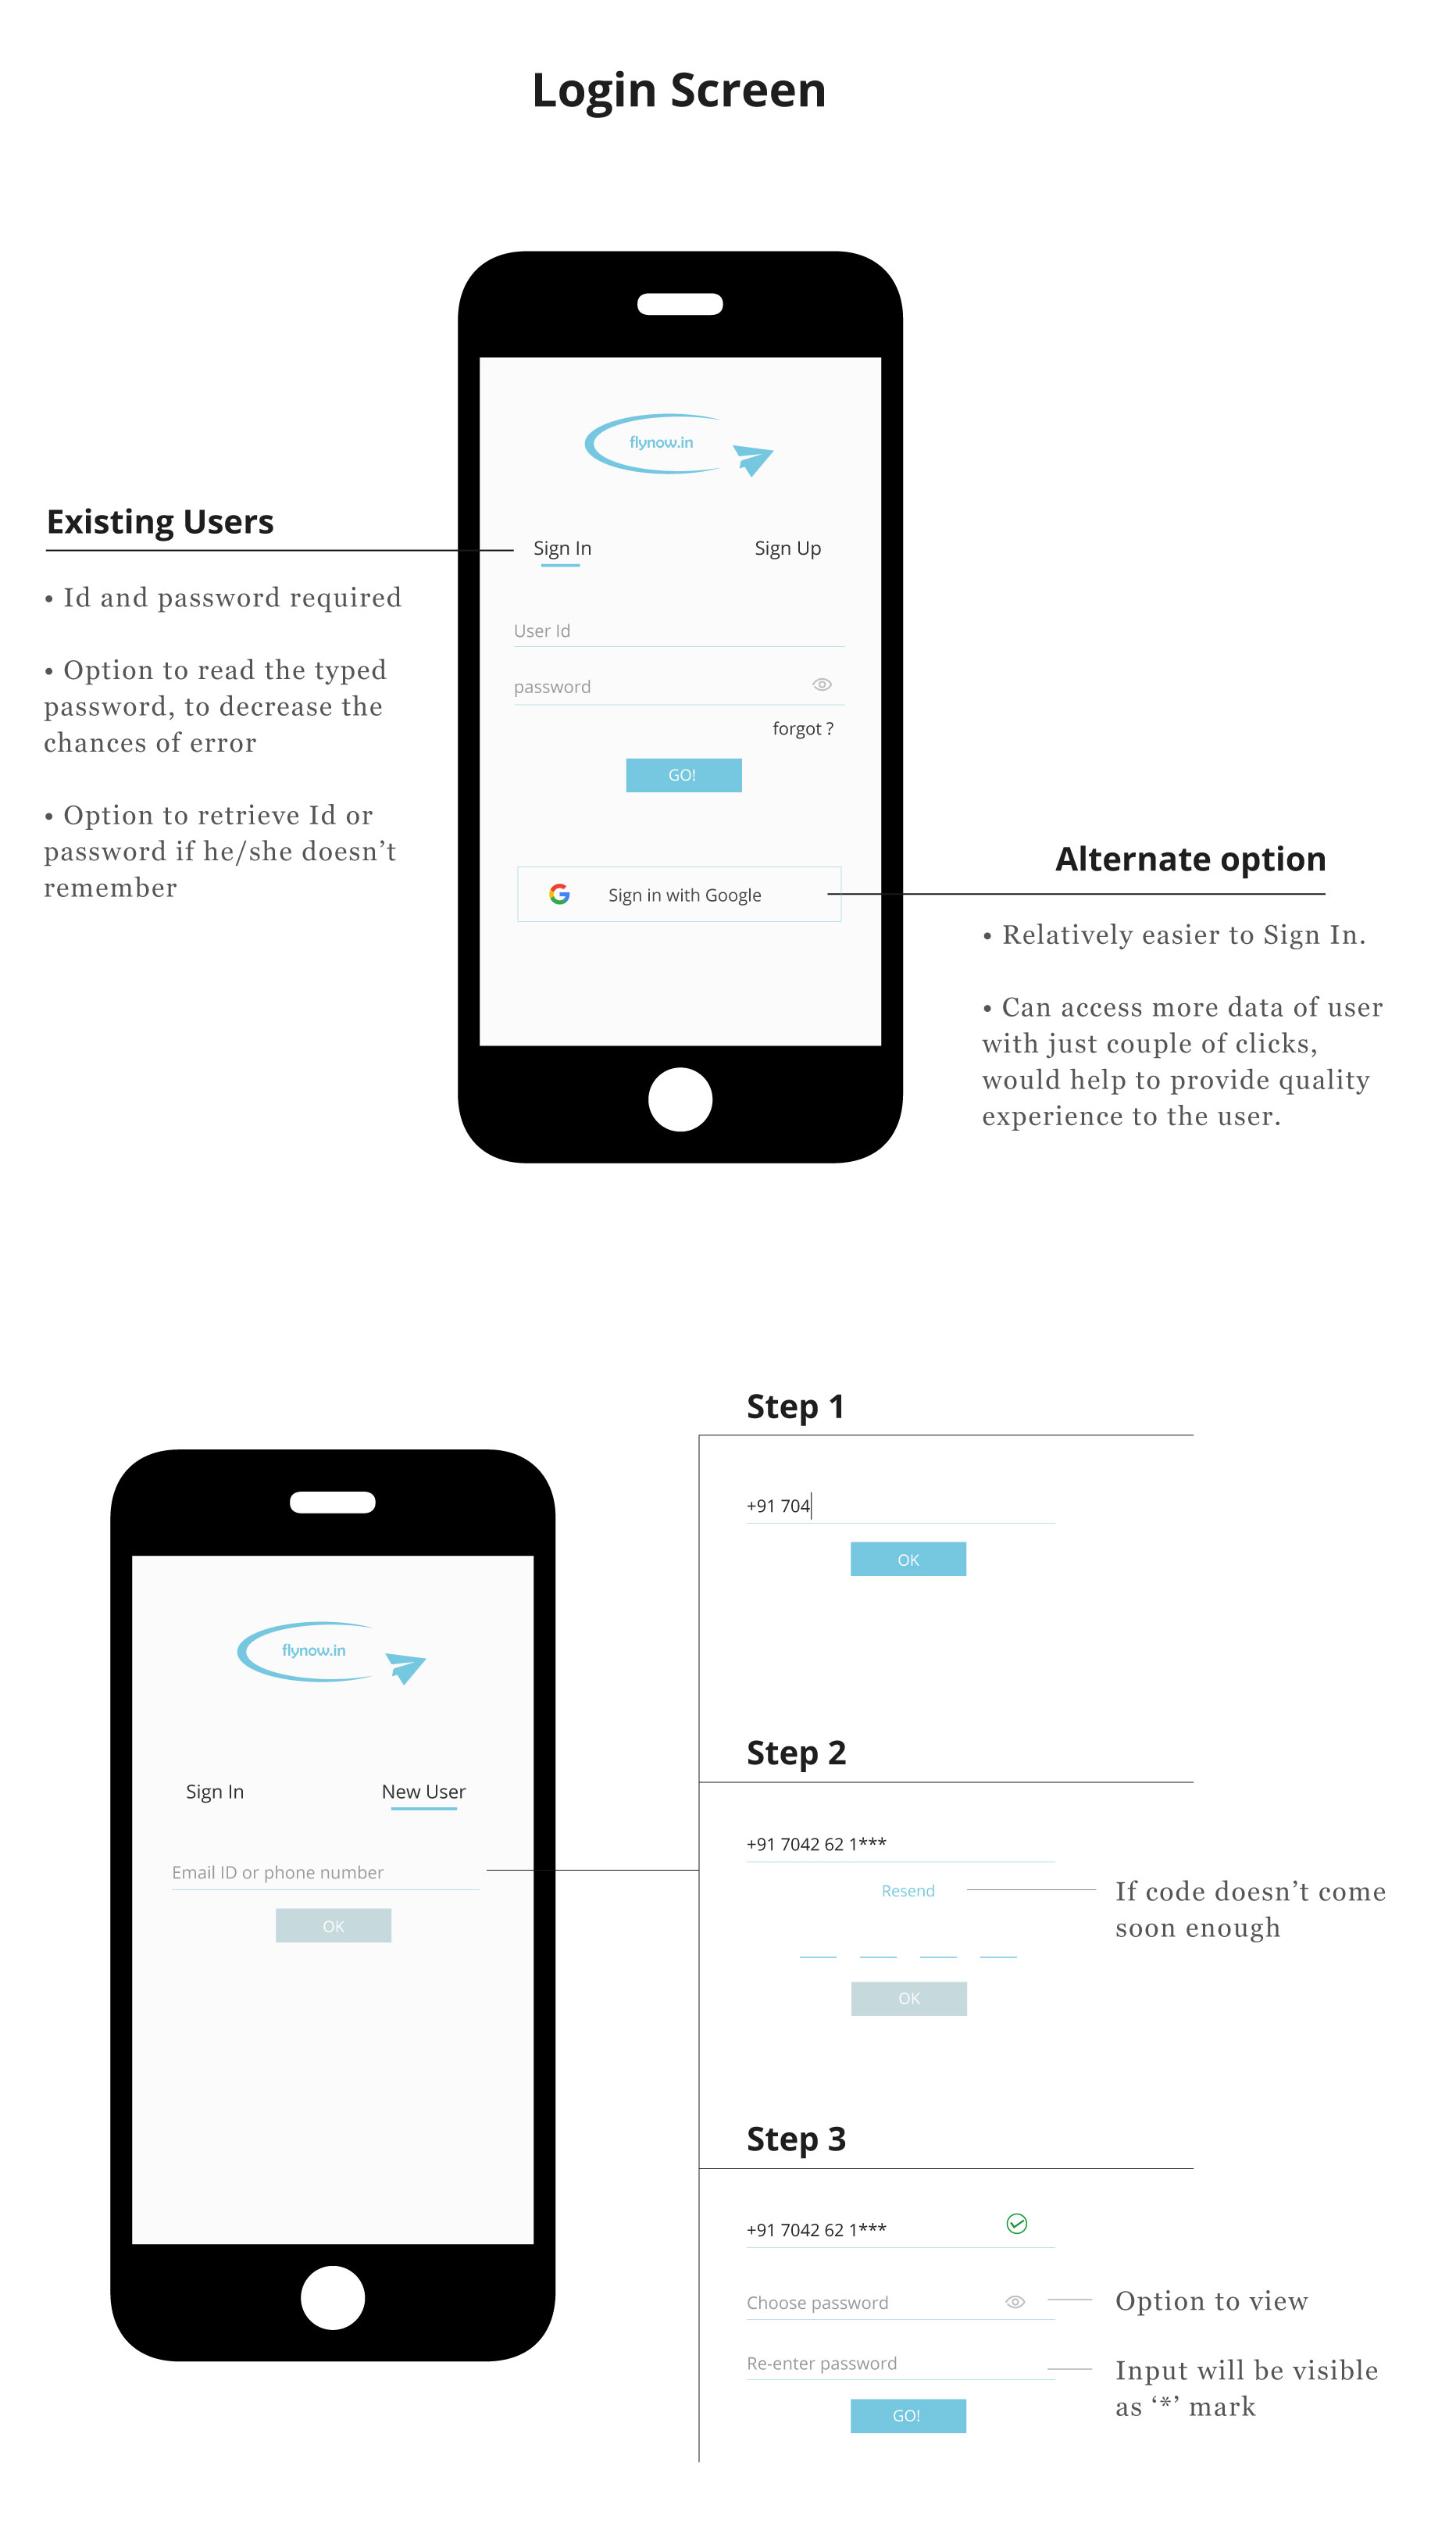 Login Screen
flynow.in
Existing Users
Sign In
Sign Up
• Id and password required
• Option to read the typed
password, to decrease the
chances of error
• Option to retrieve Id or
password if he/she doesn’t
remember
User Id
password
forgot ?
GO!
Sign in with Google
Alternate option
• Relatively easier to Sign In.
• Can access more data of user
with just couple of clicks,
would help to provide quality
experience to the user.
flynow.in
Sign In
New User
Email ID or phone number
OK
Step 1
+91 704
OK
Step 2
+91 7042 62 1***
Resend
If code doesn’t come
soon enough
OK
Step 3
+91 7042 62 1***
Choose password
Option to view
Re-enter password
Input will be visible
as ‘*’ mark
GO!